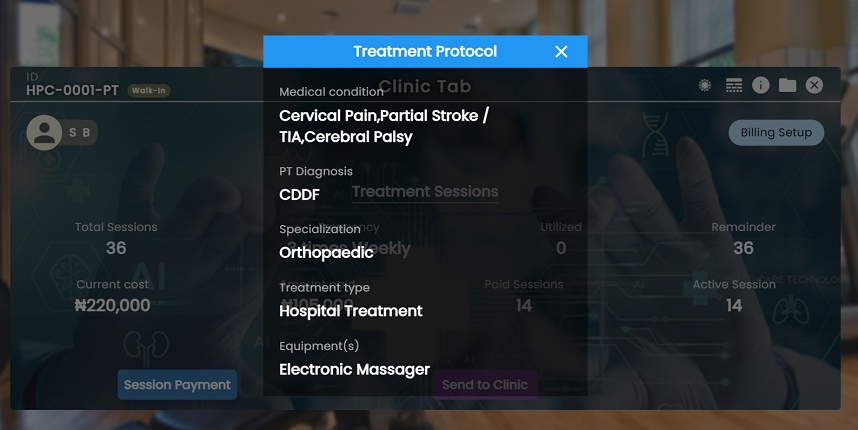 Treatment Protocol
ID
HPC-0001-PT Walk-In
Clinic Tab
Medical condition
Cervical Pain,Partial Stroke /
TIA,Cerebral Palsy
S B
Billing Setup
PT Diagnosis
CDDF
Treatment Sessions
Total Sessions
36
Specialization
Orthopaedic
3 times Weekly
Utilized
0
Remainder
36
Current cost
₦220,000
Treatment type
Hospital Treatment
₦105,000
Paid Sessions
14
Active Session
14
AI
Equipment(s)
Electronic Massager
Session Payment
Send to Clinic